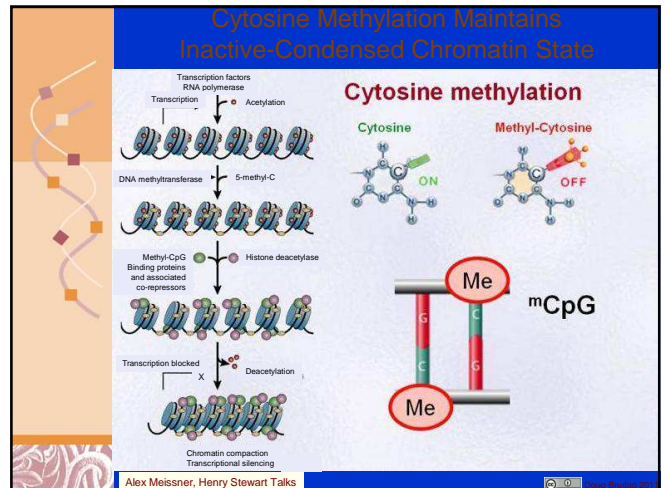 Cytosine Methylation Maintains
Inactive-Condensed Chromatin State
Transcription factors
RNA polymerase
Transcription
Acetylation
DNA methyltransferase
5-methyl-C
Methyl-CpG
Binding proteins
and associated
co-repressors
Histone deacetylase
Transcription blocked
X
Deacetylation
Chromatin compaction
Transcriptional silencing
Cytosine methylation
Cytosine
Methyl-Cytosine
H
C
N
C
C
ON
O
N
C
N
H
H
H
C
N
C
C
OFF
O
N
C
N
H
H
Me
mCpG
G
C
C
G
Me
Alex Meissner, Henry Stewart Talks
cc